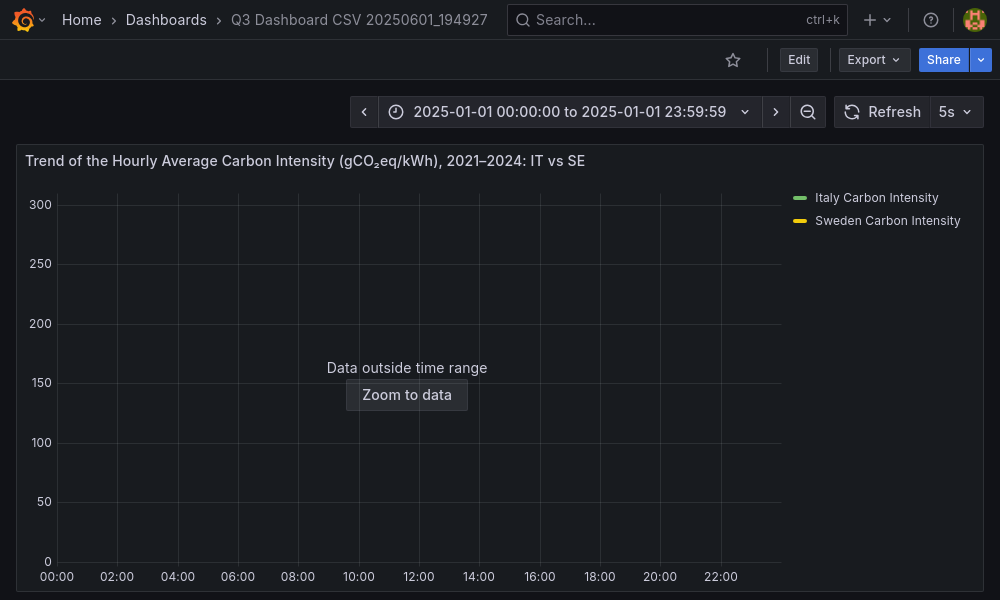 Home › Dashboards › Q3 Dashboard CSV 20250601_194927
Search...
ctrl+k
Edit
Export
Share
2025-01-01 00:00:00 to 2025-01-01 23:59:59
Refresh
5s
Trend of the Hourly Average Carbon Intensity (gCO₂eq/kWh), 2021–2024: IT vs SE
300
250
200
150
100
50
0
Data outside time range
Zoom to data
00:00 02:00 04:00 06:00 08:00 10:00 12:00 14:00 16:00 18:00 20:00 22:00
Italy Carbon Intensity
Sweden Carbon Intensity